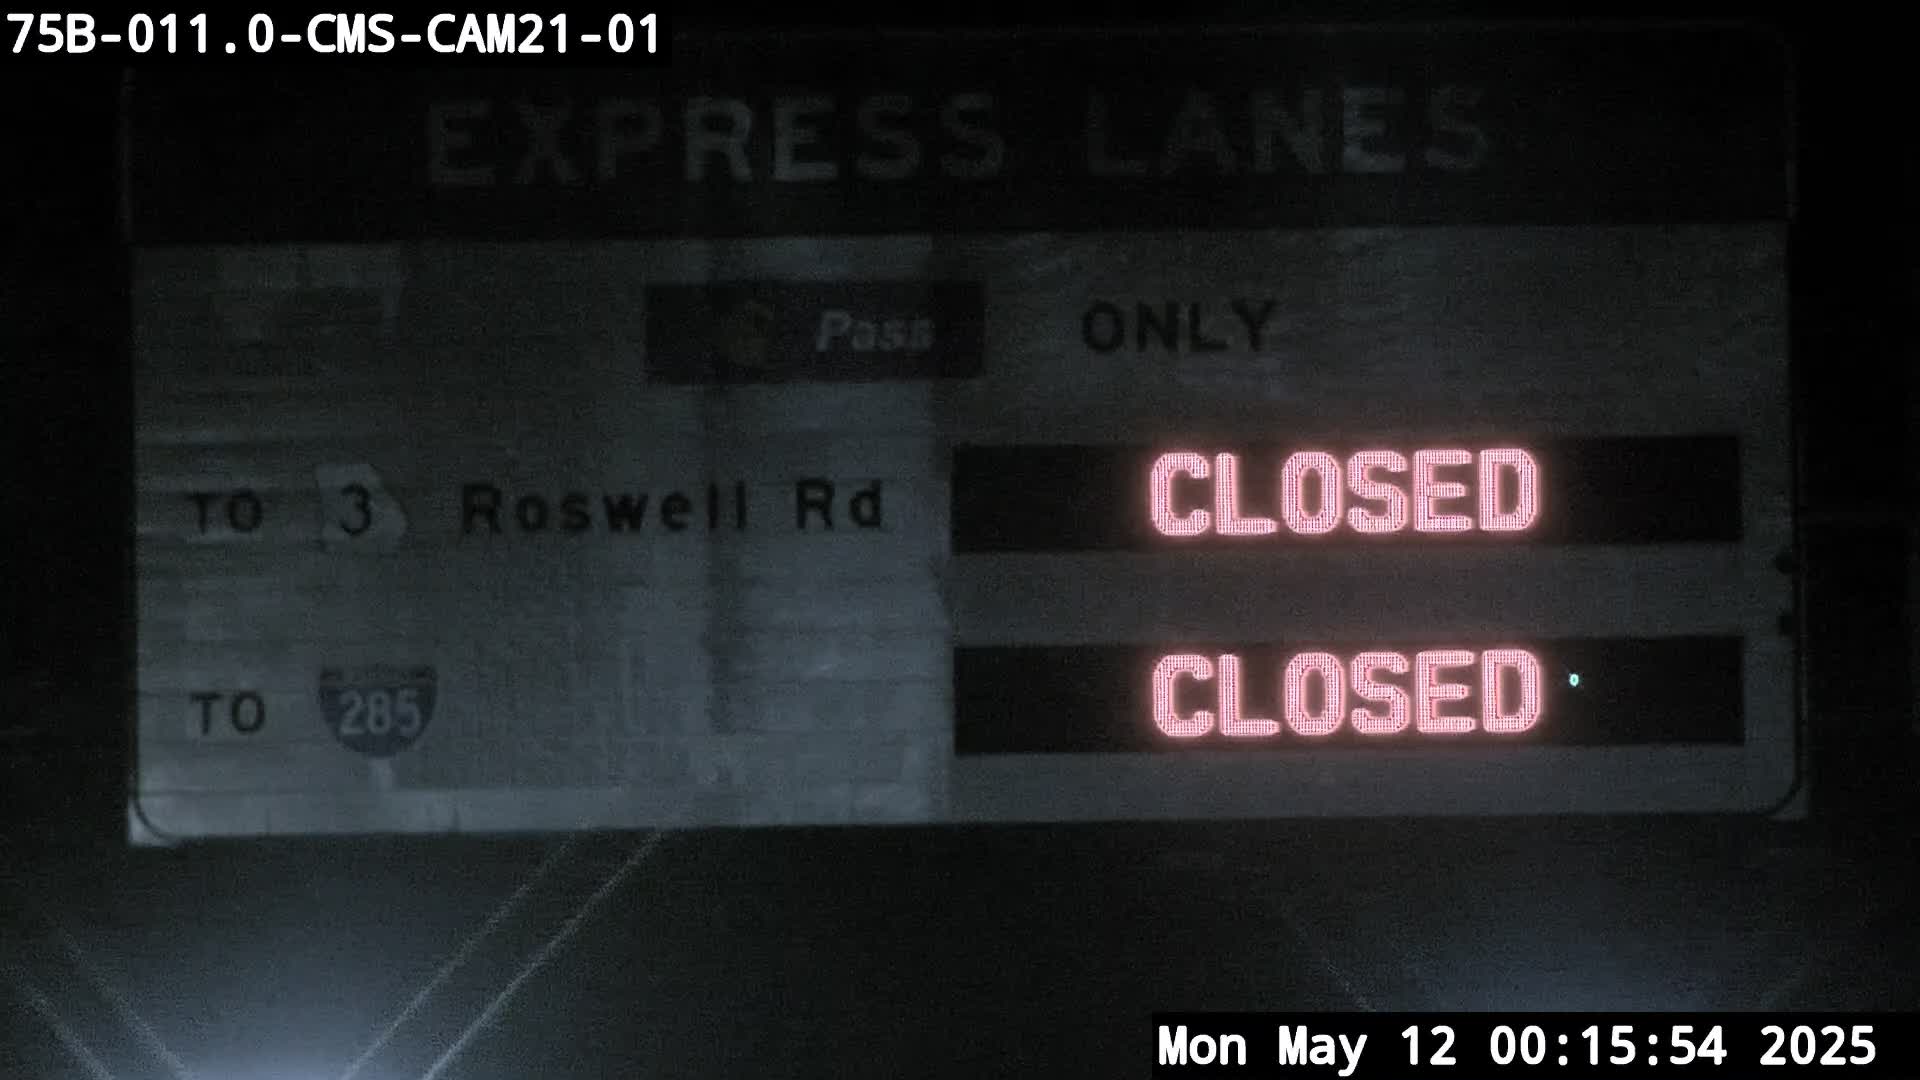 75B-011.0-CMS-CAM21-01
EXPRESS LANES
Pass ONLY
TO 3 Roswell Rd CLOSED
TO 285 CLOSED
Mon May 12 00:15:54 2025